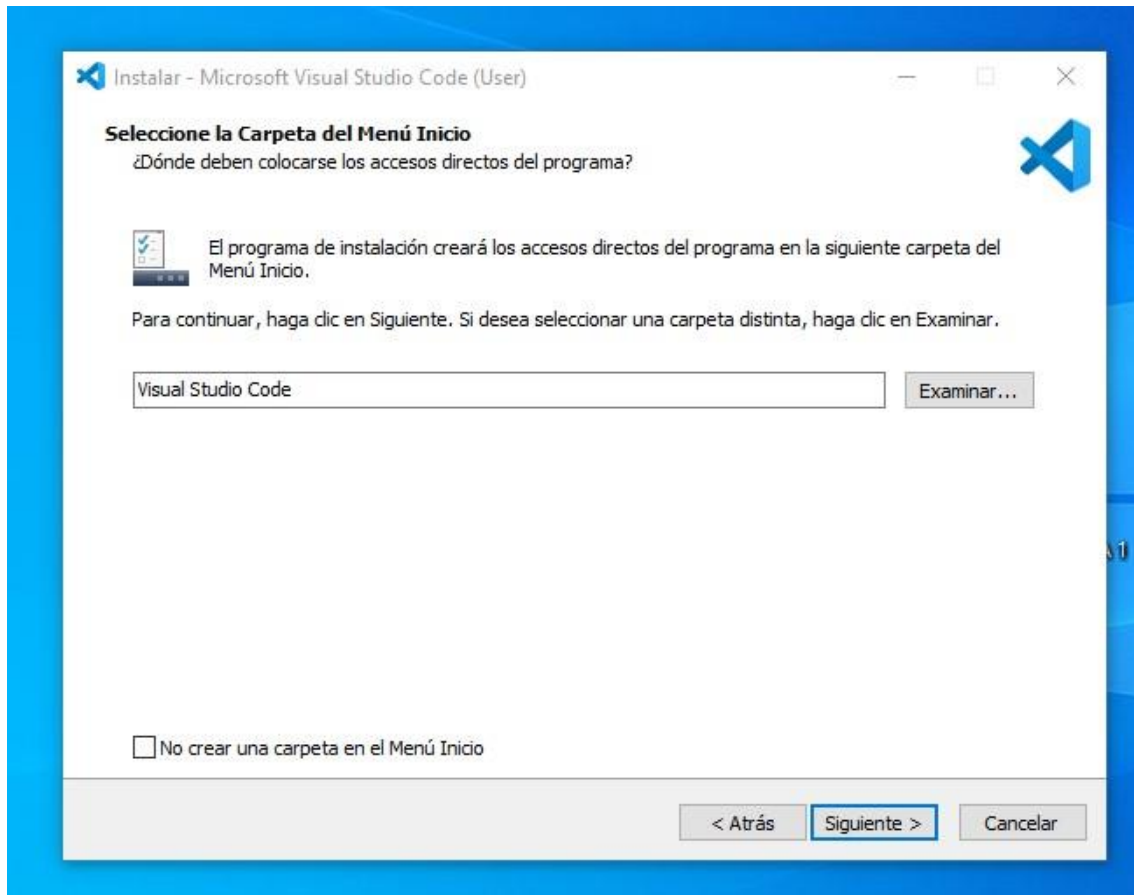 Instalar - Microsoft Visual Studio Code (User)
Seleccione la Carpeta del Menú Inicio
¿Dónde deben colocarse los accesos directos del programa?
El programa de instalación creará los accesos directos del programa en la siguiente carpeta del
Menú Inicio.
Para continuar, haga clic en Siguiente. Si desea seleccionar una carpeta distinta, haga clic en Examinar.
Visual Studio Code
Examinar...
No crear una carpeta en el Menú Inicio
< Atrás
Siguiente >
Cancelar